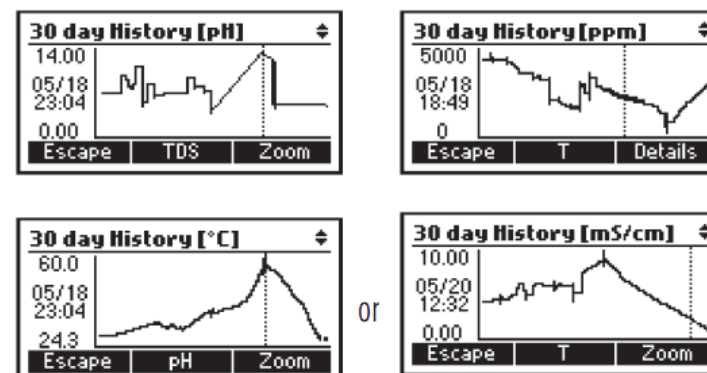 30 day History [pH]
14.00
05/18
23:04
0.00
Escape TDS Zoom
30 day History [ppm]
5000
05/18
18:49
0
Escape T Details
30 day History [°C]
60.0
05/18
23:04
24.3
Escape pH Zoom
or
30 day History [mS/cm]
10.00
05/20
12:32
0.00
Escape T Zoom